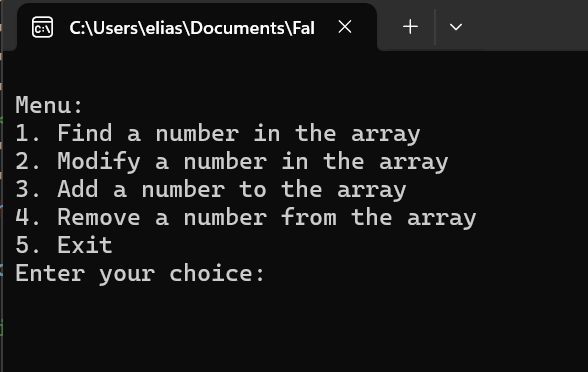 C:\Users\elias\Documents\Fal
Menu:
1. Find a number in the array
2. Modify a number in the array
3. Add a number to the array
4. Remove a number from the array
5. Exit
Enter your choice: